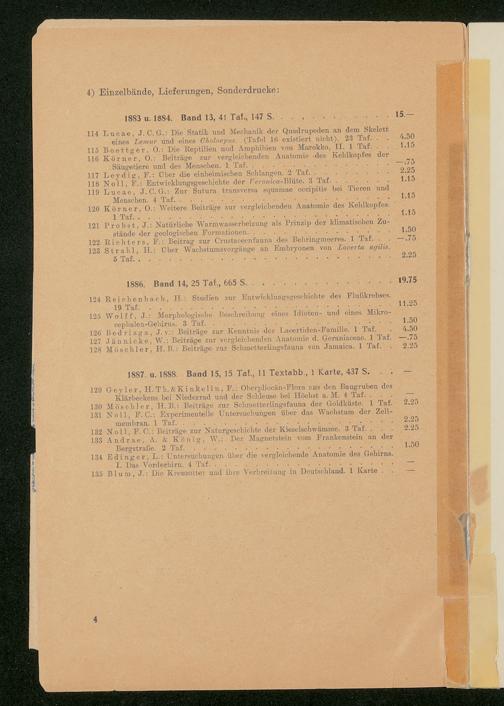 4) Einzelbände, Lieferungen, Sonderdrucke:
1883 u. 1884. Band 13, 41 Taf., 147 S. . . . . . . . . . . 15.—
114 Lucae, J. C. G.: Die Statik und Mechanik der Quadrupeden an dem Skelett
eines Lemur und eines Choloepus. (Tafel 16 existiert nicht). 23 Taf. . . . 4.50
115 Boettger, O.: Die Reptilien und Amphibien von Marokko, II. 1 Taf. . . . 1.15
116 Körner, O.: Beiträge zur vergleichenden Anatomie des Kehlkopfes der
Säugetiere und des Menschen. 1 Taf. . . . . . . . . . . —.75
117 Leydig, F.: Über die einheimischen Schlangen. 2 Taf. . . . . . . 2.25
118 Noll, F.: Entwicklungsgeschichte der Veronica-Blüte. 3 Taf. . . . . . 1.15
119 Lucae, J. C. G.: Zur Sutura transversa squamae occipitis bei Tieren und
Menschen. 4 Taf. . . . . . . . . . . 1.15
120 Körner, O.: Weitere Beiträge zur vergleichenden Anatomie des Kehlkopfes.
1 Taf. . . . . . . . . . . 1.15
121 Probst, J.: Natürliche Warmwasserheizung als Prinzip der klimatischen Zu-
stände der geologischen Formationen. . . . . . . . . 1.50
122 Richters, F.: Beitrag zur Crustaceenfauna des Behringmeeres. 1 Taf. . . —.75
123 Strahl, H.: Über Wachstumsvorgänge an Embryonen von Lacerta agilis.
5 Taf. . . . . . . . . . . 2.25
1886. Band 14, 25 Taf., 665 S. . . . . . . . . . . 19.75
124 Reichenbach, H.: Studien zur Entwicklungsgeschichte des Flußkrebses.
19 Taf. . . . . . . . . . . 11.25
125 Wolff, J.: Morphologische Beschreibung eines Idioten- und eines Mikro-
cephalen-Gehirns. 3 Taf. . . . . . . . . . 1.50
126 Bedriaga, J. v.: Beiträge zur Kenntnis der Lacertiden-Familie. 1 Taf. . . 4.50
127 Jännicke, W.: Beiträge zur vergleichenden Anatomie d. Geraniaceae. 1 Taf. —.75
128 Möschler, H. B.: Beiträge zur Schmetterlingsfauna von Jamaica. 1 Taf. . 2.25
1887. u. 1888. Band 15, 15 Taf., 11 Textabb., 1 Karte, 437 S. . . —
129 Geyler, H. Th. & Kinkelin, F.: Oberpliocän-Flora aus den Baugruben des
Klärbeckens bei Niederrad und der Schleuse bei Höchst a. M. 4 Taf. . . .
130 Möschler, H. B.: Beiträge zur Schmetterlingsfauna der Goldküste. 1 Taf. 2.25
131 Noll, F. C.: Experimentelle Untersuchungen über das Wachstum der Zell-
membran. 1 Taf. . . . . . . . . . . 2.25
132 Noll, F. C.: Beiträge zur Naturgeschichte der Kieselschwämme. 3 Taf. . . 2.25
133 Andrae, A. & König, W.: Der Magnetstein vom Frankenstein an der
Bergstraße. 2 Taf. . . . . . . . . . . 1.50
134 Edinger, L.: Untersuchungen über die vergleichende Anatomie des Gehirns.
I. Das Vorderhirn. 4 Taf. . . . . . . . . . —
135 Blum, J.: Die Kreuzotter und ihre Verbreitung in Deutschland. 1 Karte . . —
4